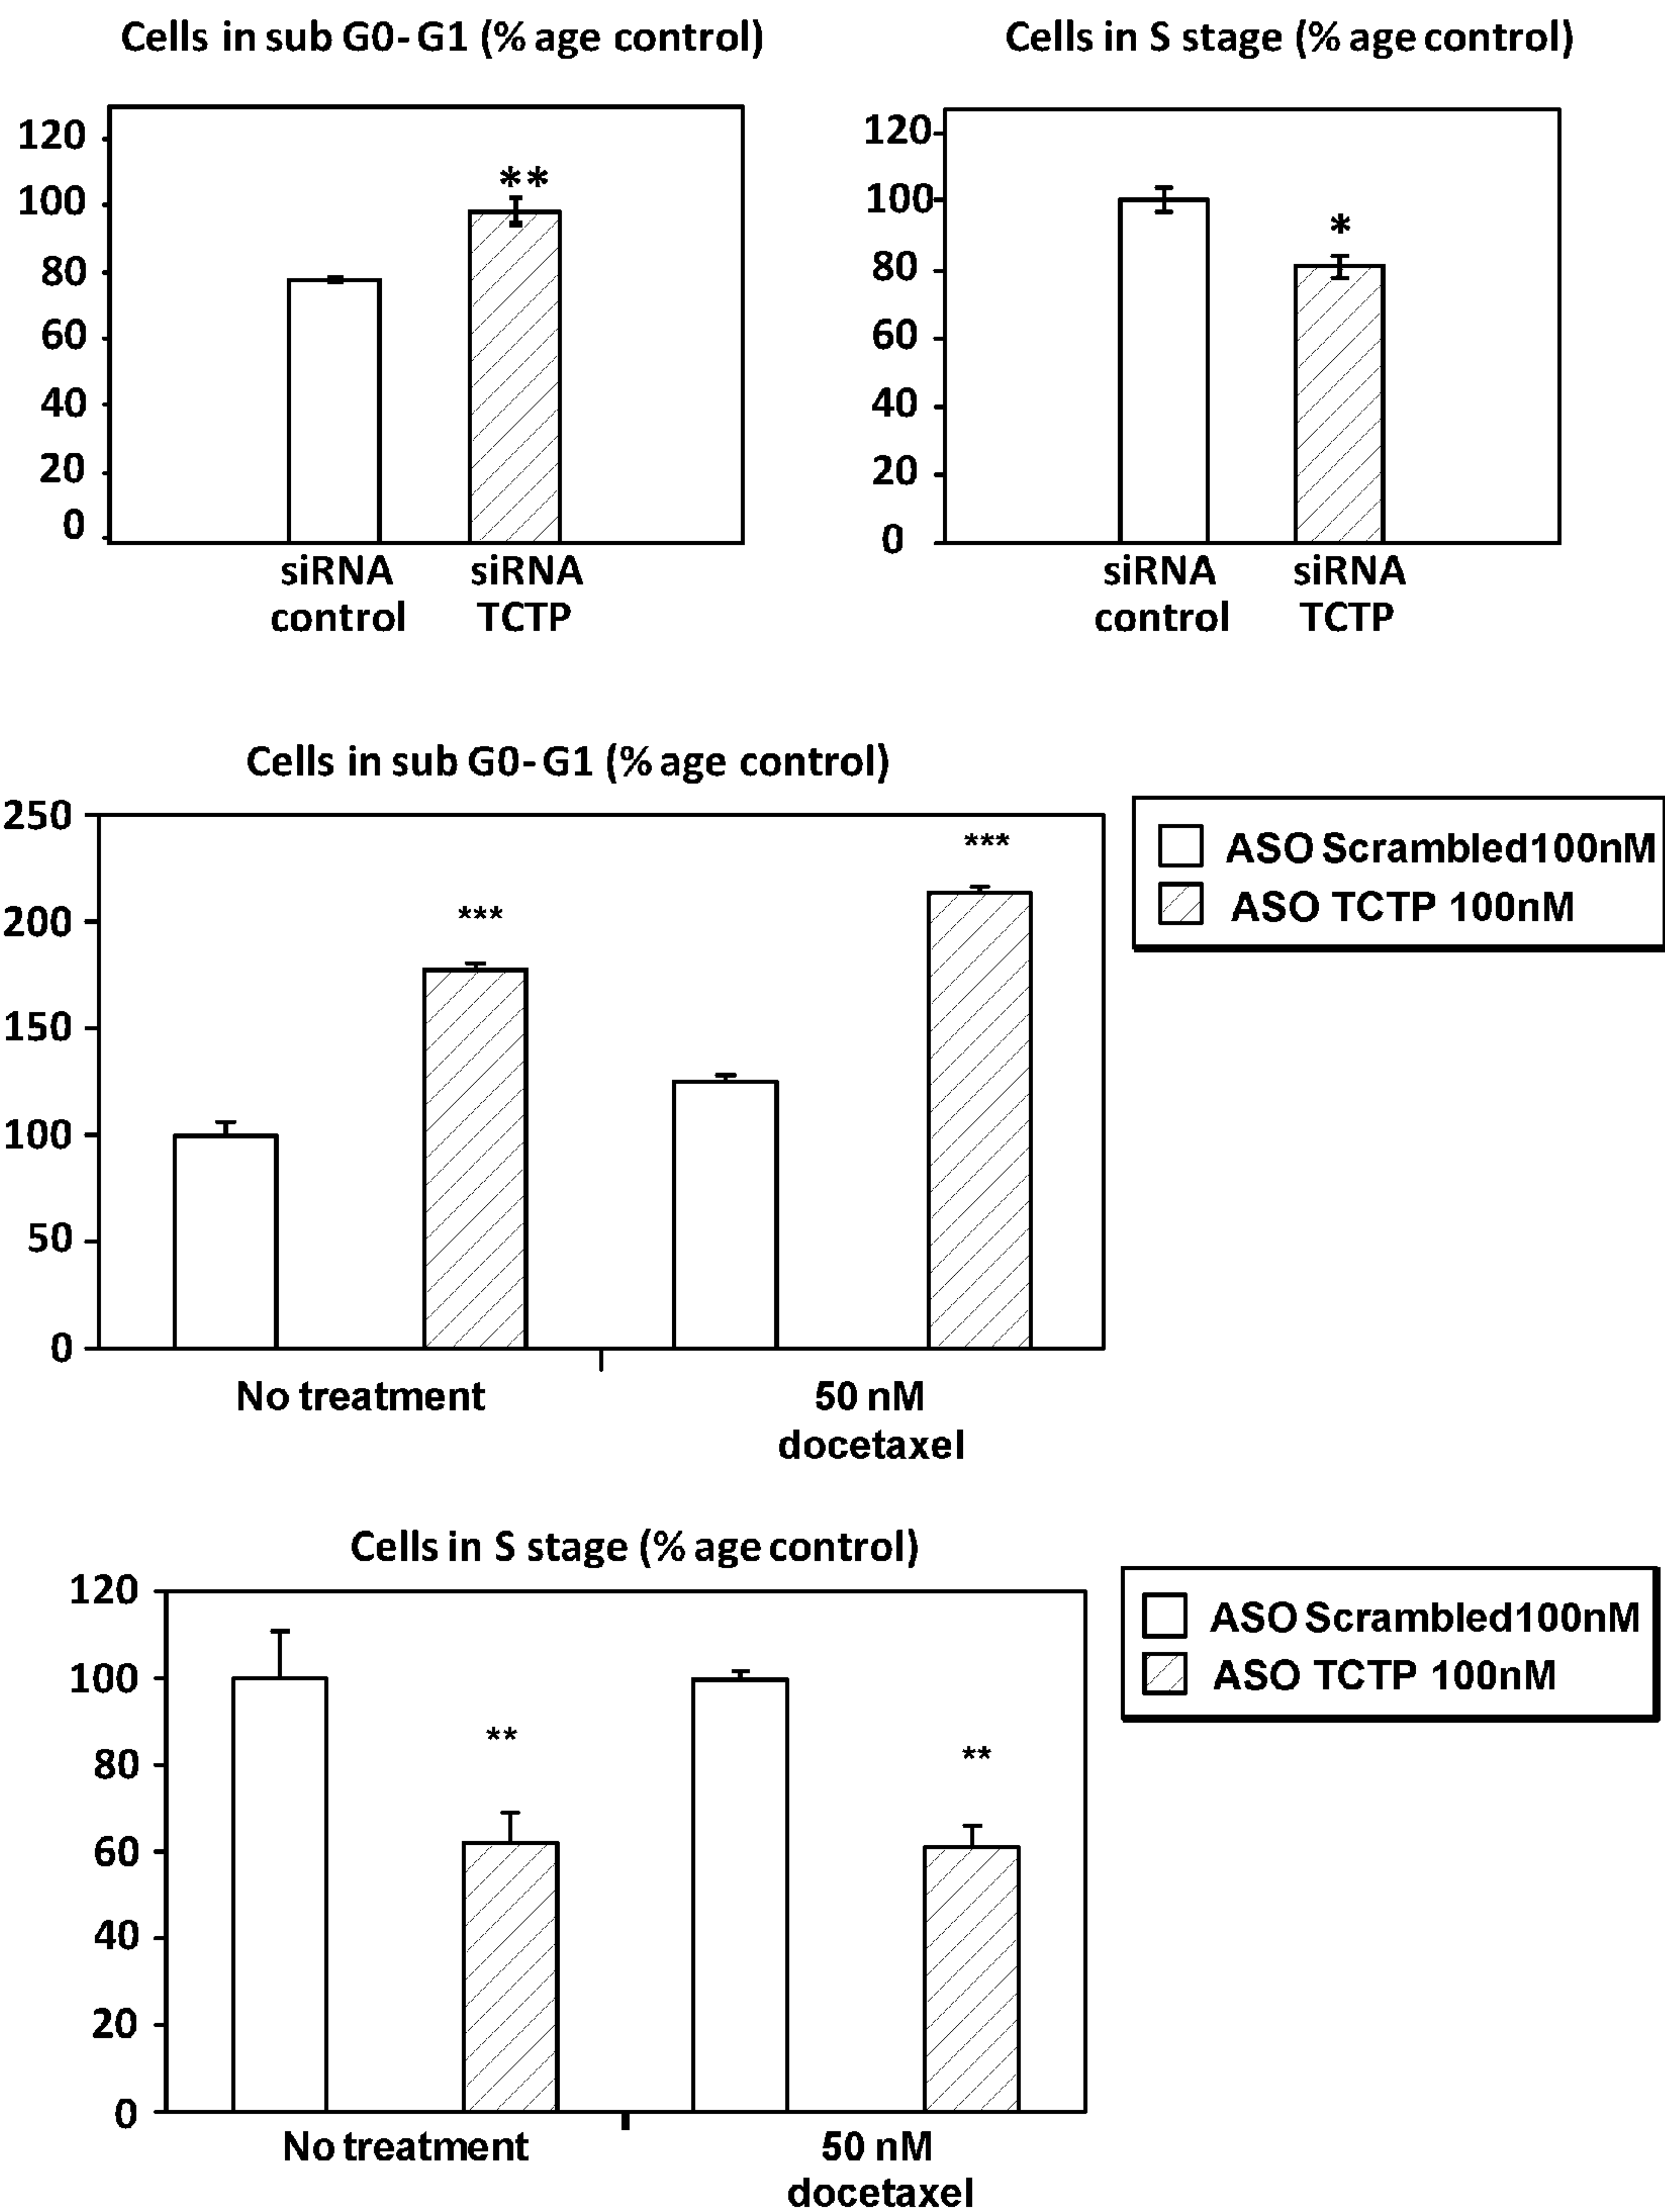 Cells in sub G0-G1 (% age control)
120
100
80
60
40
20
0
**
siRNA control
siRNA TCTP
Cells in S stage (% age control)
120
100
80
60
40
20
0
*
siRNA control
siRNA TCTP
Cells in sub G0-G1 (% age control)
250
200
150
100
50
0
***
***
No treatment
50 nM
docetaxel
ASO Scrambled100nM
ASO TCTP 100nM
Cells in S stage (% age control)
120
100
80
60
40
20
0
**
**
No treatment
50 nM
docetaxel
ASO Scrambled100nM
ASO TCTP 100nM